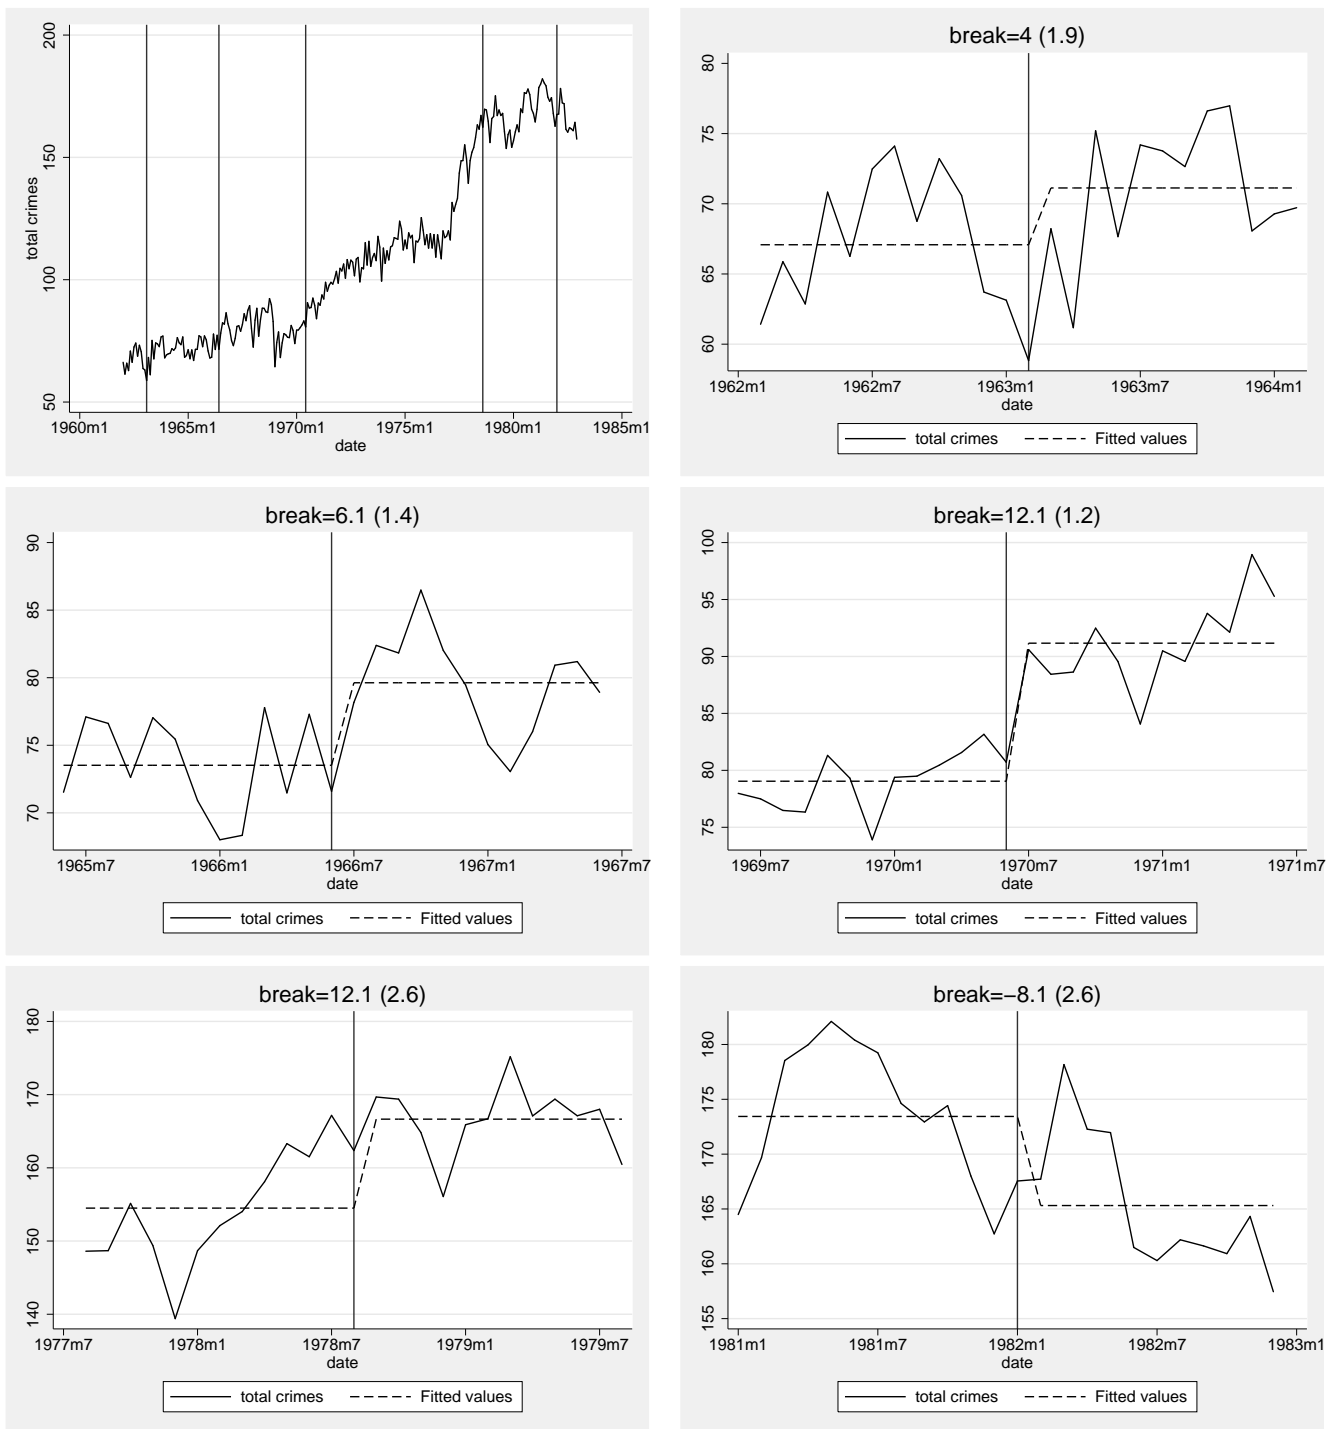 total crimes
200
150
100
50
1960m1 1965m1 1970m1 1975m1 1980m1 1985m1
date
break=4 (1.9)
80
75
70
65
60
1962m1 1962m7 1963m1 1963m7 1964m1
date
total crimes Fitted values
break=6.1 (1.4)
90
85
80
75
70
1965m7 1966m1 1966m7 1967m1 1967m7
date
total crimes Fitted values
break=12.1 (1.2)
100
95
90
85
80
75
1969m7 1970m1 1970m7 1971m1 1971m7
date
total crimes Fitted values
break=12.1 (2.6)
180
170
160
150
140
1977m7 1978m1 1978m7 1979m1 1979m7
date
total crimes Fitted values
break=−8.1 (2.6)
180
175
170
165
160
155
1981m1 1981m7 1982m1 1982m7 1983m1
date
total crimes Fitted values